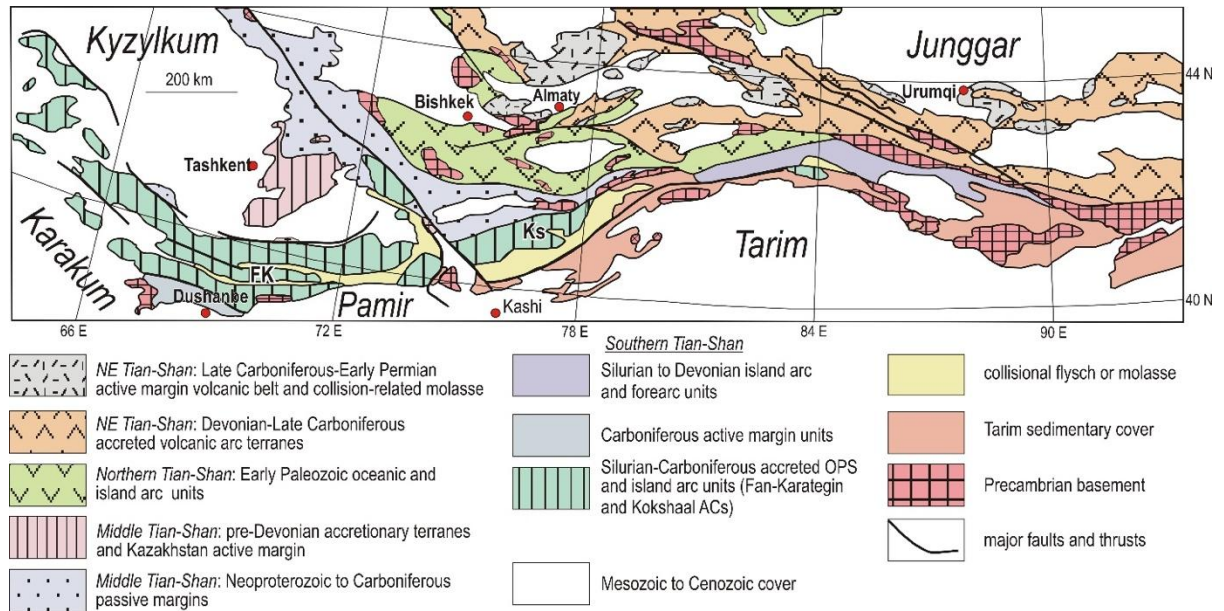 Kyzylkum
Junggar
44 N
200 km
Bishkek
Almaty
Urumqi
Tashkent
Karakum
Ks
Tarim
FK
Dushanbe
Pamir
Kashi
40 N
66 E
72 E
78 E
84 E
90 E
NE Tian-Shan: Late Carboniferous-Early Permian
active margin volcanic belt and collision-related molasse
NE Tian-Shan: Devonian-Late Carboniferous
accreted volcanic arc terranes
Northern Tian-Shan: Early Paleozoic oceanic and
island arc units
Middle Tian-Shan: pre-Devonian accretionary terranes
and Kazakhstan active margin
Middle Tian-Shan: Neoproterozoic to Carboniferous
passive margins
Southern Tian-Shan
Silurian to Devonian island arc
and forearc units
Carboniferous active margin units
Silurian-Carboniferous accreted OPS
and island arc units (Fan-Karategin
and Kokshaal ACs)
Mesozoic to Cenozoic cover
collisional flysch or molasse
Tarim sedimentary cover
Precambrian basement
major faults and thrusts